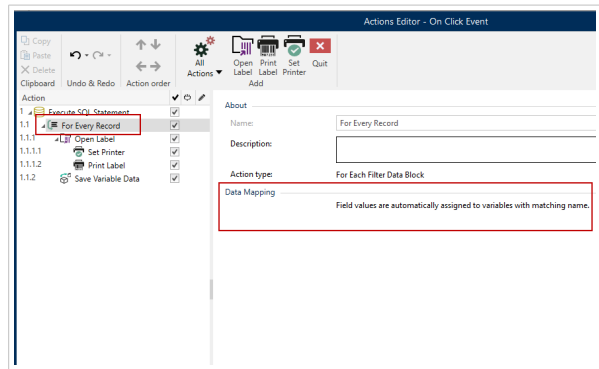 Actions Editor - On Click Event
Copy
Paste
Delete
All
Actions
Open
Label
Print
Label
Set
Printer
Quit
Clipboard
Undo & Redo
Action order
Add
Action
1 Execute SQL Statement
1.1 For Every Record
1.1.1 Open Label
1.1.1.1 Set Printer
1.1.1.2 Print Label
1.1.2 Save Variable Data
About
Name: For Every Record
Description:
Action type: For Each Filter Data Block
Data Mapping
Field values are automatically assigned to variables with matching name.